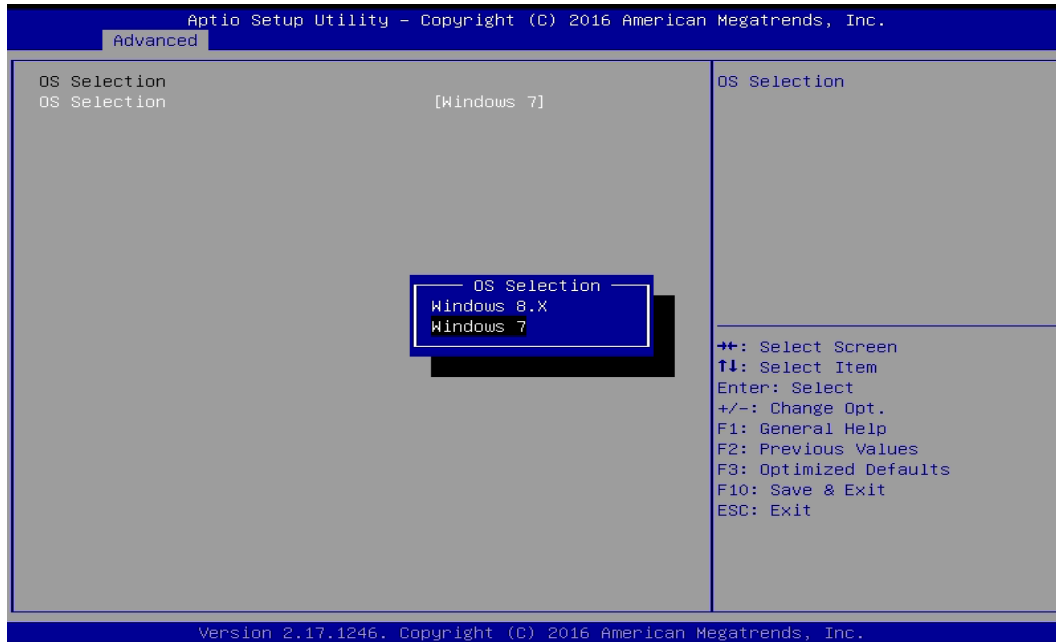 Aptio Setup Utility – Copyright (C) 2016 American Megatrends, Inc.
Advanced
OS Selection
OS Selection [Windows 7]
OS Selection
Windows 8.X
Windows 7
OS Selection
→←: Select Screen
↑↓: Select Item
Enter: Select
+/-: Change Opt.
F1: General Help
F2: Previous Values
F3: Optimized Defaults
F10: Save & Exit
ESC: Exit
Version 2.17.1246. Copyright (C) 2016 American Megatrends, Inc.